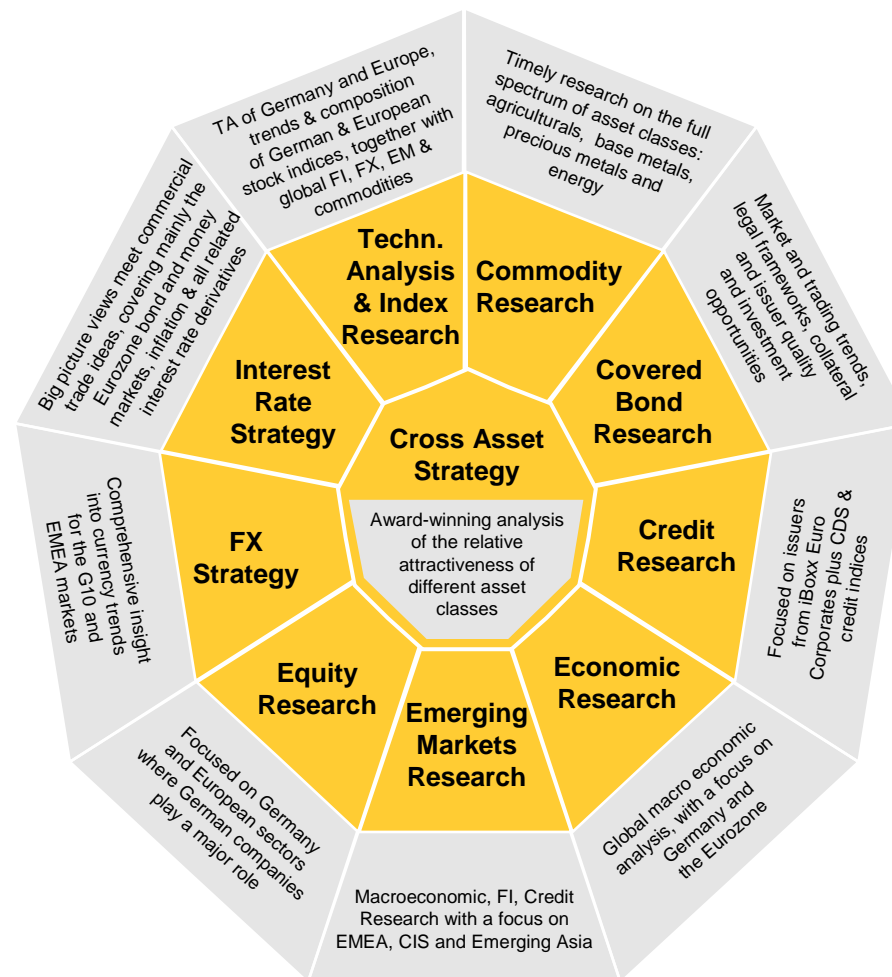 TA of Germany and Europe,
trends & composition
of German & European
stock indices, together with
global FI, FX, EM &
commodities
Timely research on the full
spectrum of asset classes:
agriculturals, base metals,
precious metals and
energy
Big picture views meet commercial
trade ideas, covering mainly the
Eurozone bond and money
markets, inflation & all related
interest rate derivatives
Market and trading trends,
legal frameworks, collateral
and issuer quality
and investment
opportunities
Techn.
Analysis
& Index
Research
Commodity
Research
Interest
Rate
Strategy
Covered
Bond
Research
Cross Asset
Strategy
Award-winning analysis
of the relative
attractiveness of
different asset
classes
Comprehensive insight
into currency trends
for the G10 and
EMEA markets
FX
Strategy
Credit
Research
Focused on issuers
from iBoxx Euro
Corporates plus CDS &
credit indices
Equity
Research
Emerging
Markets
Research
Economic
Research
Focused on Germany
and European sectors
where German companies
play a major role
Macroeconomic, FI, Credit
Research with a focus on
EMEA, CIS and Emerging Asia
Global macro economic
analysis, with a focus on
Germany and
the Eurozone